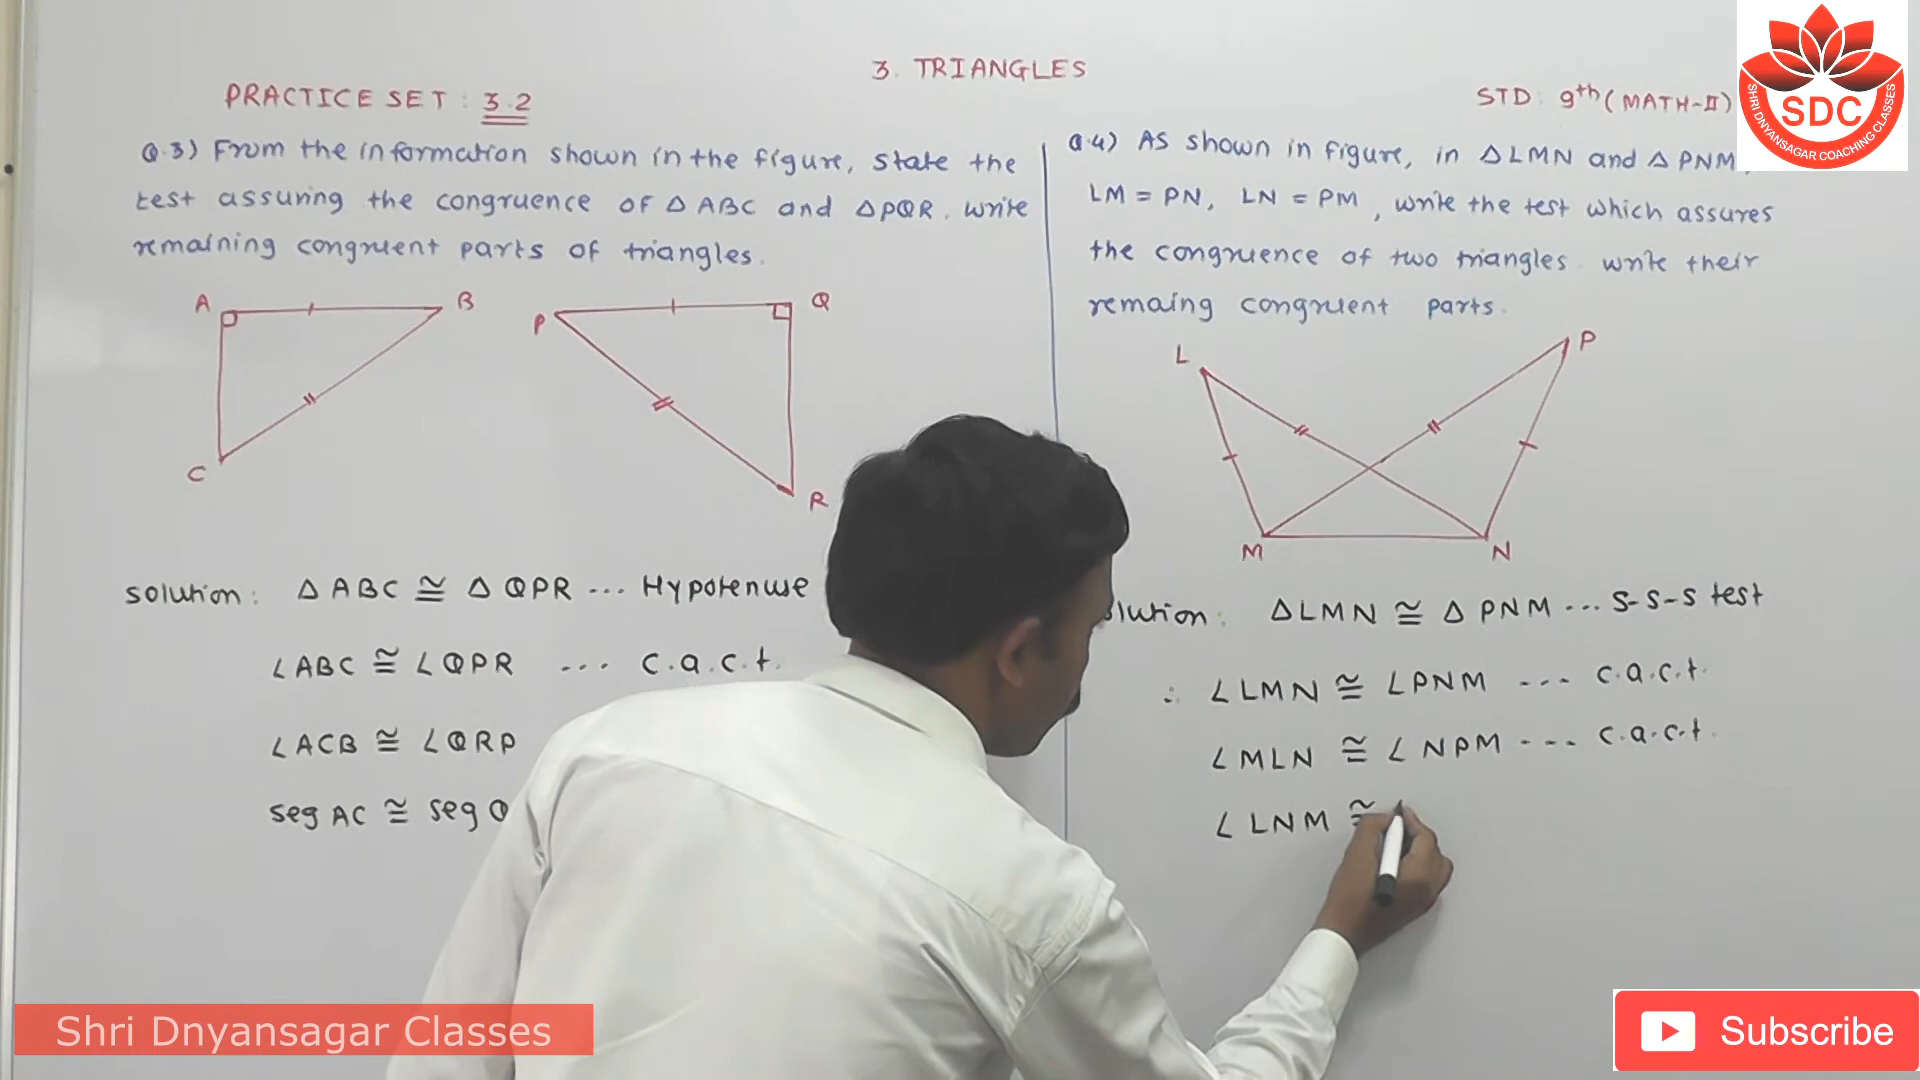 3. TRIANGLES
PRACTICE SET : 3.2
STD: 9th (MATH-II)
Q.3) From the information shown in the figure, state the
test assuring the congruence of △ ABC and △PQR. write
remaining congruent parts of triangles.
A
B
C
P
Q
R
solution: △ ABC ≅ △ QPR ... Hypotenuse
∠ABC ≅ ∠QPR ... c.a.c.t.
∠ACB ≅ ∠QRP
seg AC ≅ seg Q
Q.4) As shown in figure, in △LMN and △ PNM,
LM = PN, LN = PM, write the test which assures
the congruence of two triangles. write their
remaing congruent parts.
L
P
M
N
lution: △LMN ≅ △ PNM ... S-S-S test
∴ ∠LMN ≅ ∠PNM --- c.a.c.t.
∠MLN ≅ ∠NPM --- c.a.c.t.
∠LNM ≅
SHRI DNYANSAGAR COACHING CLASSES
SDC
Shri Dnyansagar Classes
Subscribe